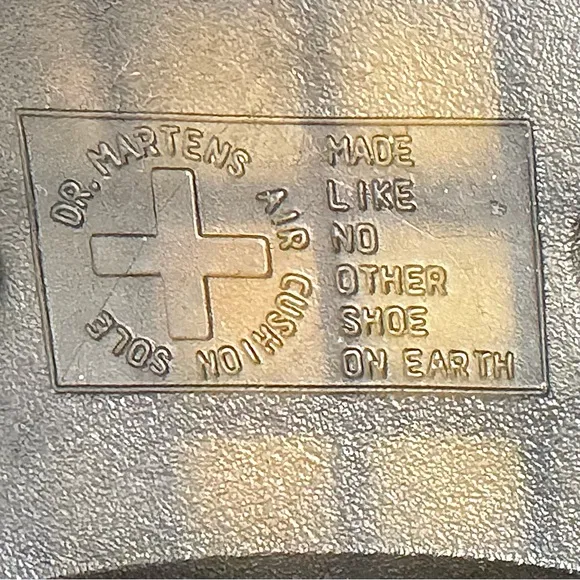 DR. MARTENS AIR CUSHION SOLE
MADE
LIKE
NO
OTHER
SHOE
ON EARTH